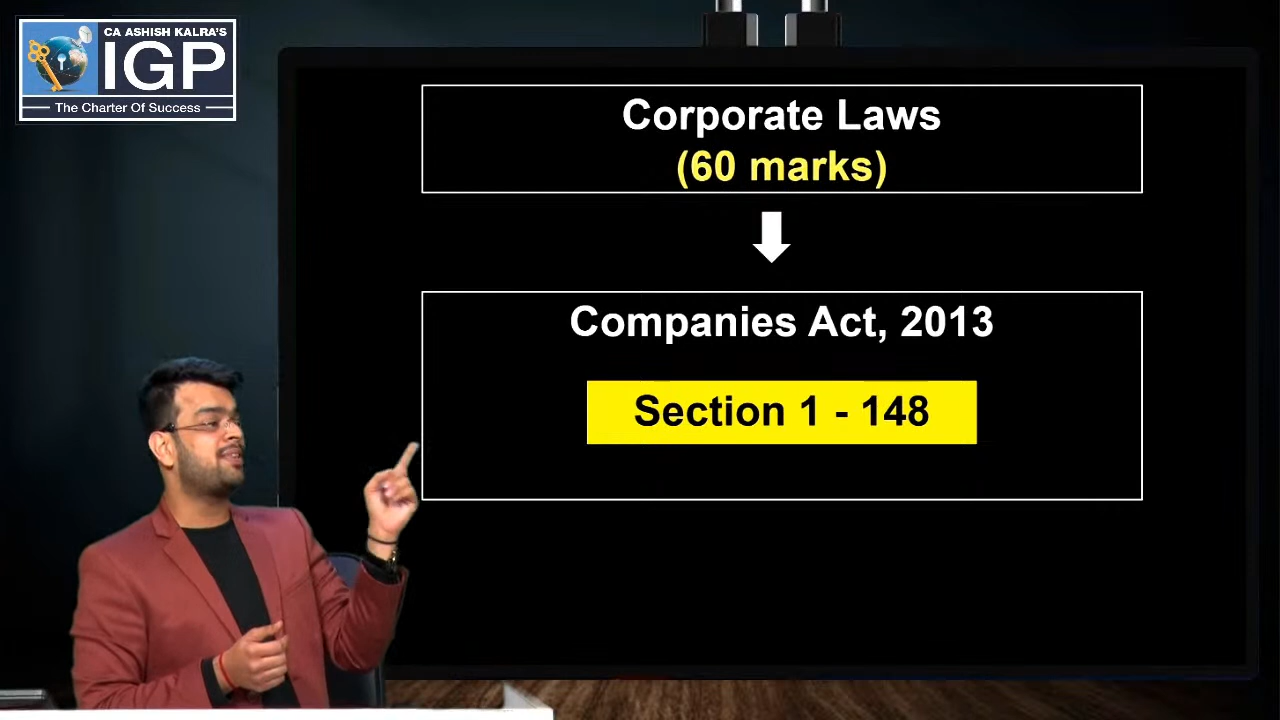 CA ASHISH KALRA'S
IGP
The Charter Of Success
Corporate Laws
(60 marks)
Companies Act, 2013
Section 1 - 148